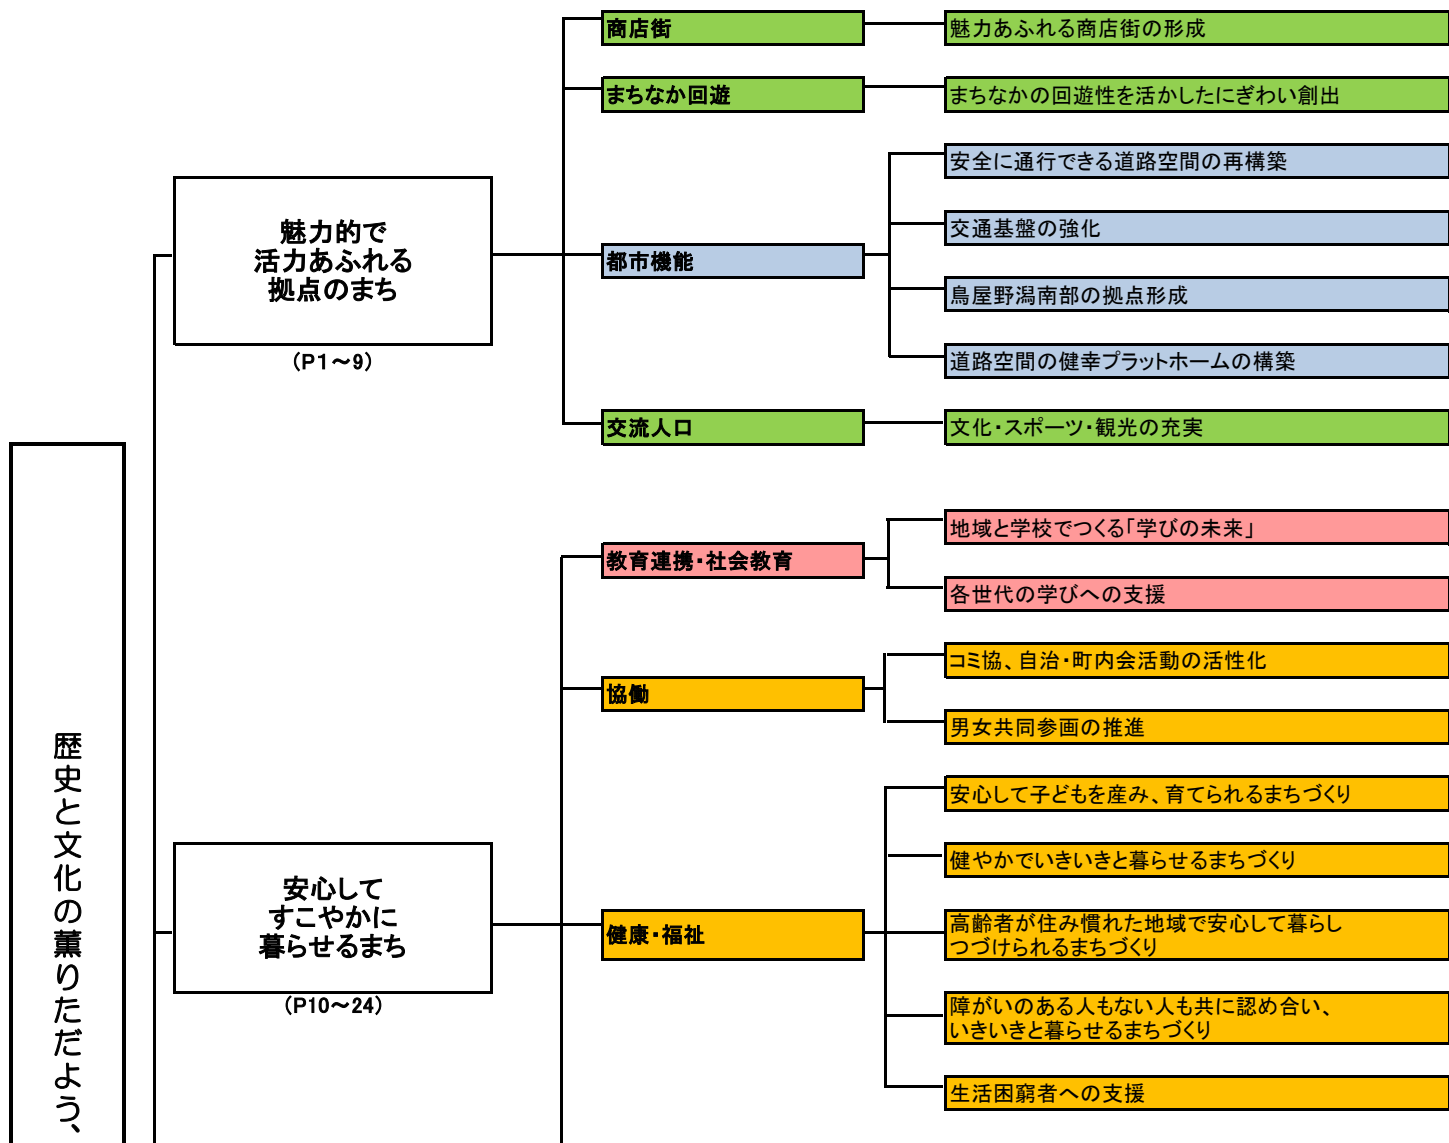 歴史と文化の薫りただよう、
魅力的で
活力あふれる
拠点のまち
（P1～9）
商店街
魅力あふれる商店街の形成
まちなか回遊
まちなかの回遊性を活かしたにぎわい創出
都市機能
安全に通行できる道路空間の再構築
交通基盤の強化
鳥屋野潟南部の拠点形成
道路空間の健幸プラットホームの構築
交流人口
文化・スポーツ・観光の充実
安心して
すこやかに
暮らせるまち
（P10～24）
教育連携・社会教育
地域と学校でつくる「学びの未来」
各世代の学びへの支援
協働
コミ協、自治・町内会活動の活性化
男女共同参画の推進
健康・福祉
安心して子どもを産み、育てられるまちづくり
健やかでいきいきと暮らせるまちづくり
高齢者が住み慣れた地域で安心して暮らし
つづけられるまちづくり
障がいのある人もない人も共に認め合い、
いきいきと暮らせるまちづくり
生活困窮者への支援